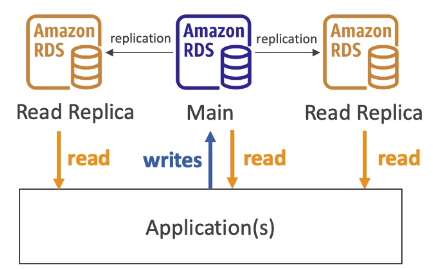 Amazon
RDS
replication
Amazon
RDS
replication
Amazon
RDS
Read Replica
Main
Read Replica
read
writes
read
read
Application(s)